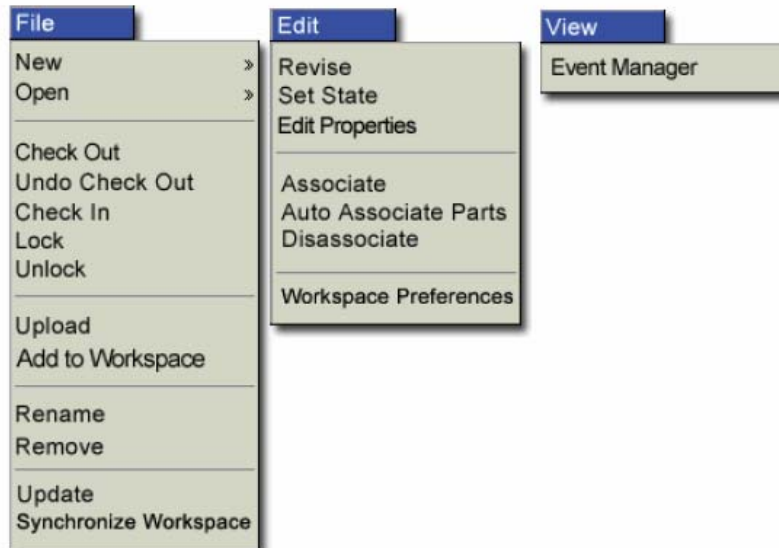 File
New »
Open »
Check Out
Undo Check Out
Check In
Lock
Unlock
Upload
Add to Workspace
Rename
Remove
Update
Synchronize Workspace
Edit
Revise
Set State
Edit Properties
Associate
Auto Associate Parts
Disassociate
Workspace Preferences
View
Event Manager